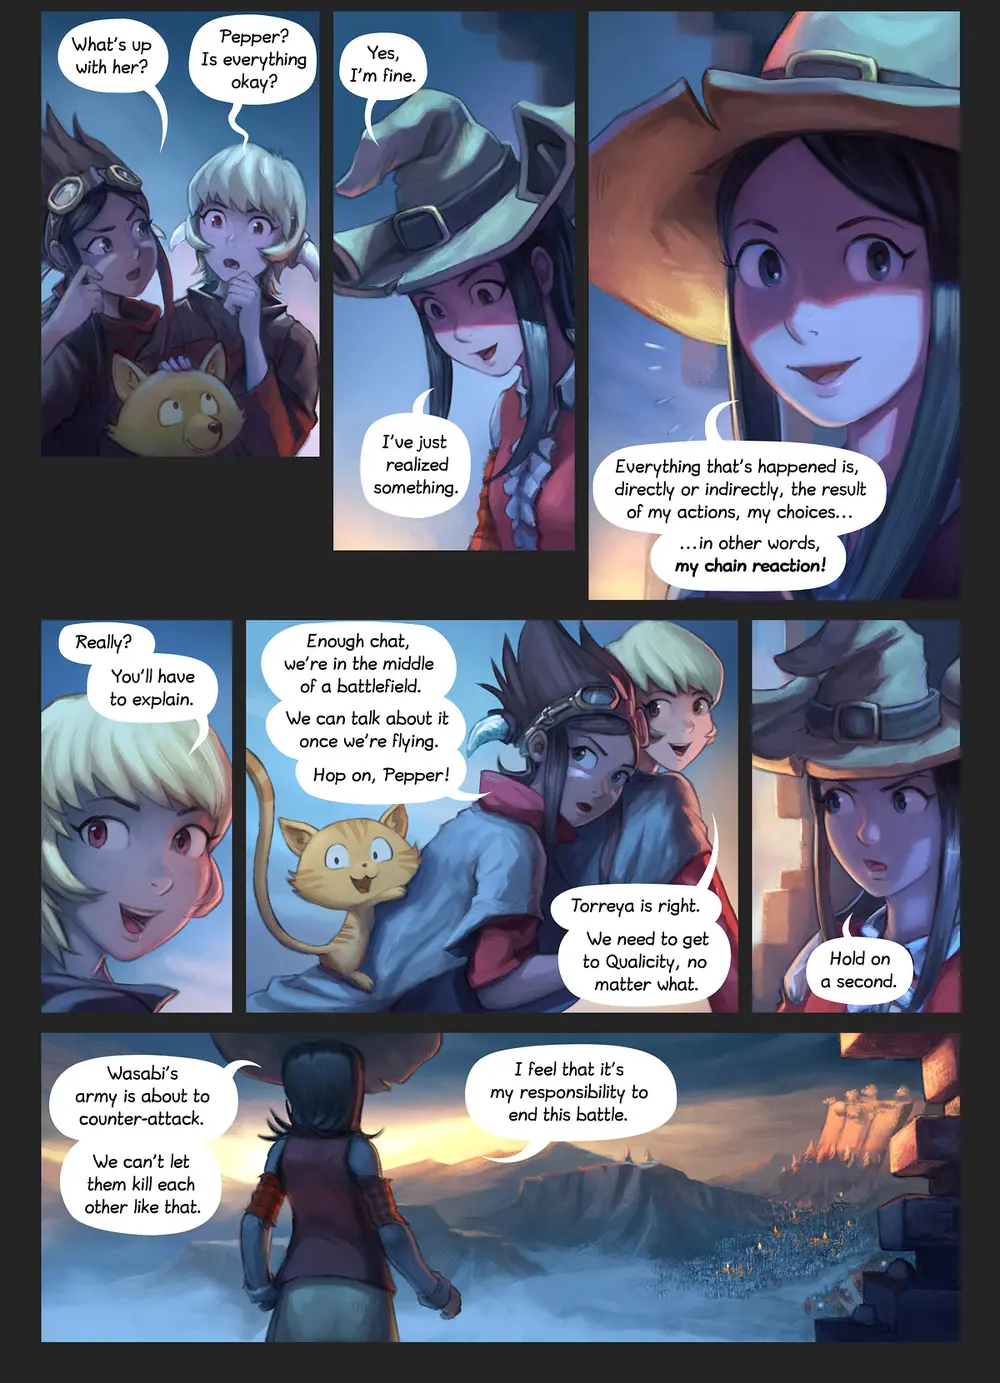 What's up
with her?
Pepper?
Is everything
okay?
Yes,
I'm fine.
I've just
realized
something.
Everything that's happened is,
directly or indirectly, the result
of my actions, my choices...
...in other words,
my chain reaction!
Really?
You'll have
to explain.
Enough chat,
we're in the middle
of a battlefield.
We can talk about it
once we're flying.
Hop on, Pepper!
Torreya is right.
We need to get
to Qualicity, no
matter what.
Hold on
a second.
Wasabi's
army is about to
counter-attack.
We can't let
them kill each
other like that.
I feel that it's
my responsibility to
end this battle.